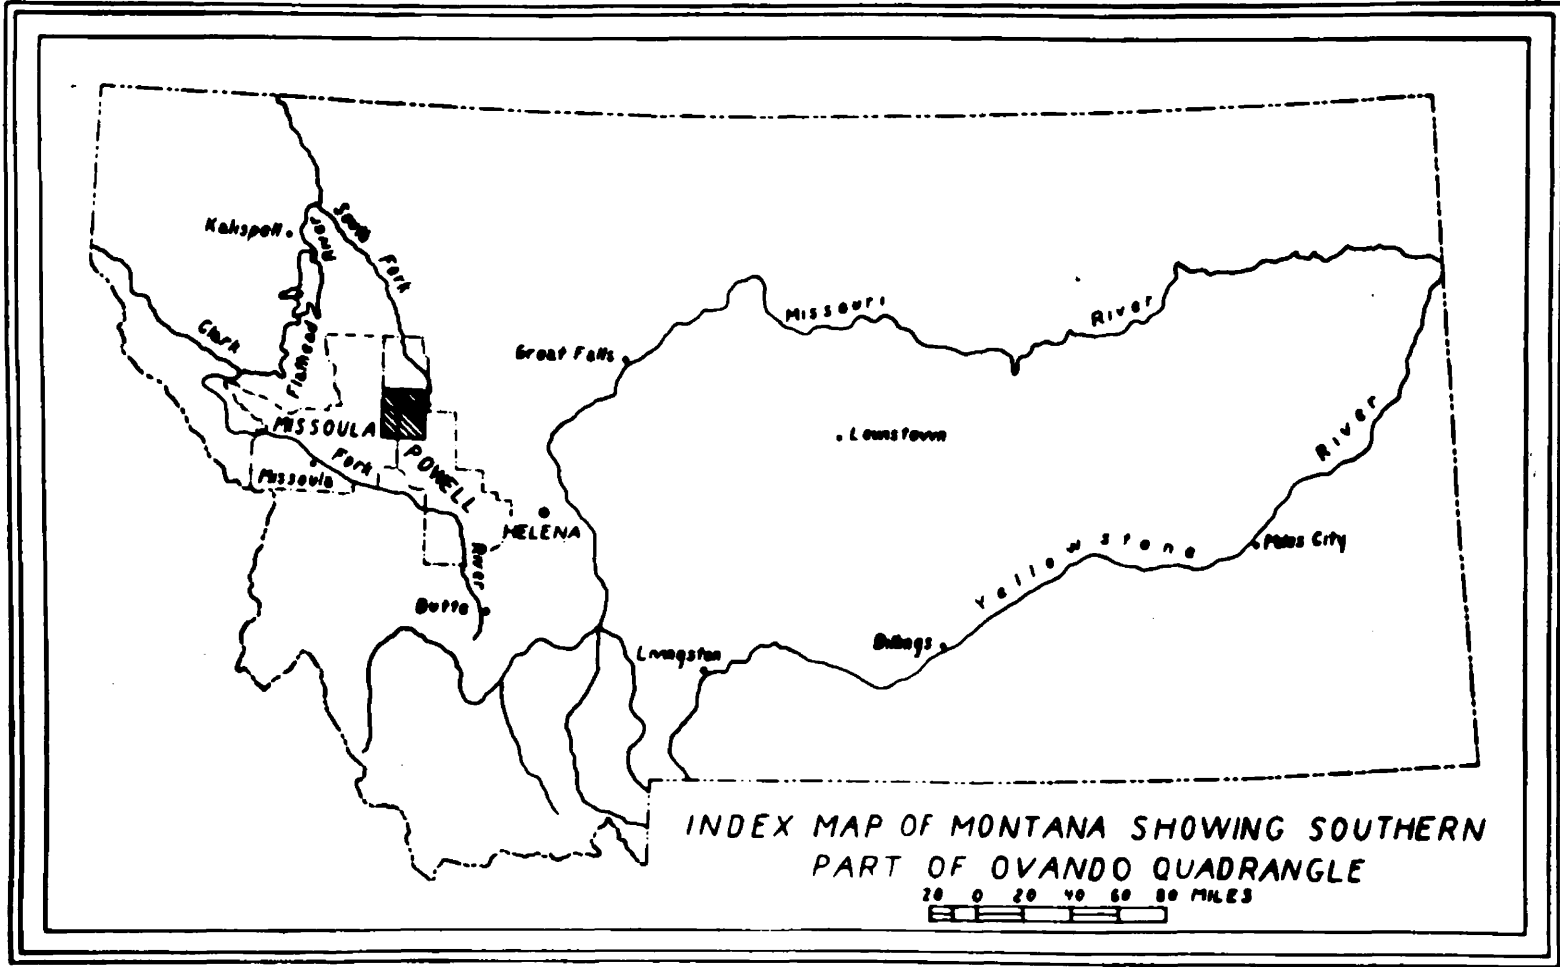 Kalispell
South
Fork
River
Flathead
Clark
Great Falls
Missouri
River
Lewistown
MISSOULA
Fork
Missoula
POWELL
HELENA
River
Butte
River
Miles City
Yellowstone
Billings
Livingston
INDEX MAP OF MONTANA SHOWING SOUTHERN
PART OF OVANDO QUADRANGLE
20 0 20 40 60 80 MILES